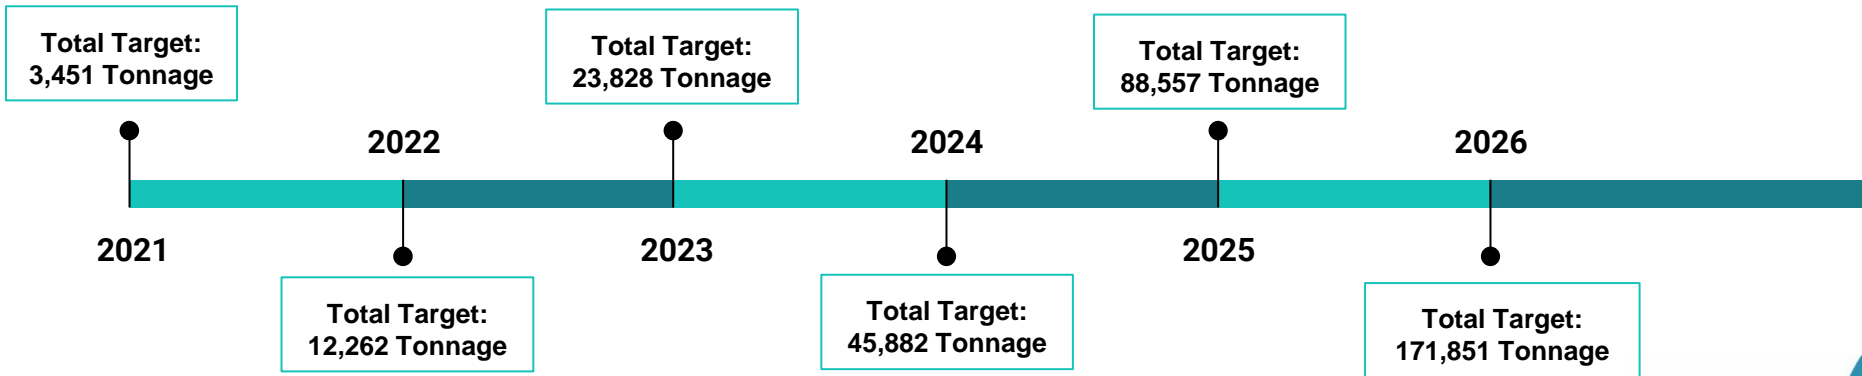 Total Target:
3,451 Tonnage
Total Target:
23,828 Tonnage
Total Target:
88,557 Tonnage
2022
2024
2026
2021
2023
2025
Total Target:
12,262 Tonnage
Total Target:
45,882 Tonnage
Total Target:
171,851 Tonnage